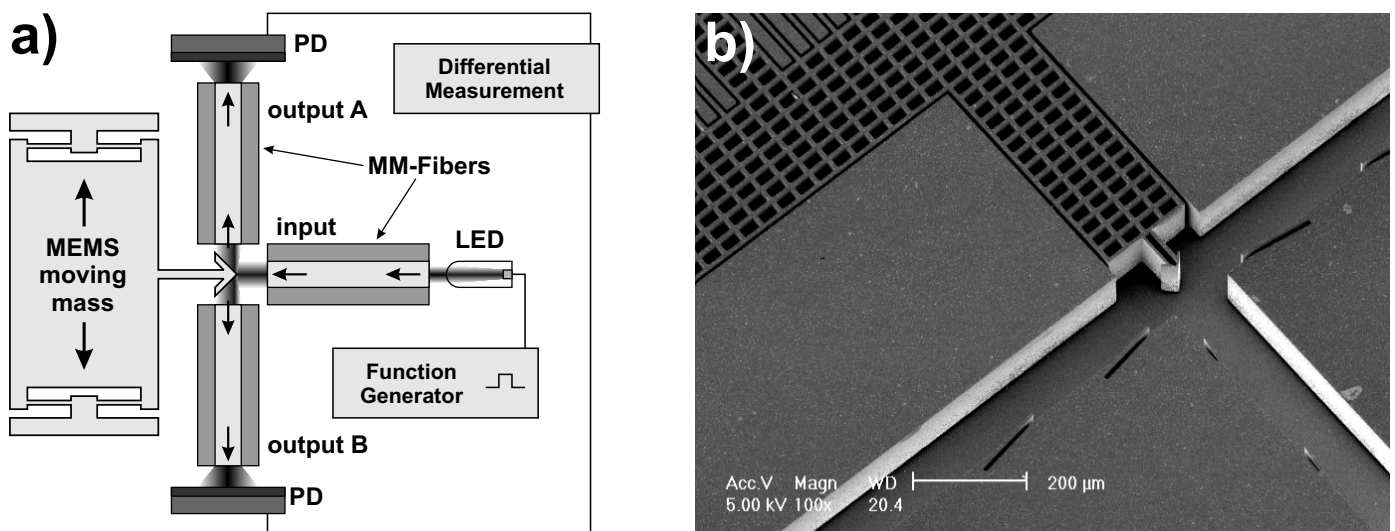 a)
PD
Differential
Measurement
output A
MM-Fibers
input
LED
MEMS
moving
mass
Function
Generator
output B
PD
b)
Acc.V Magn WD
5.00 kV 100x 20.4
200 µm